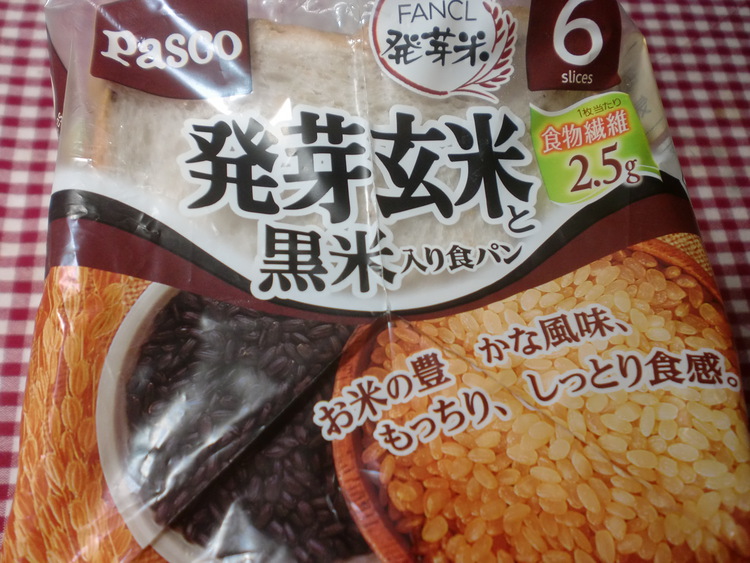 Pasco
FANCL
発芽米
6
slices
1枚当たり
食物繊維
2.5g
発芽玄米と
黒米入り食パン
お米の豊かな風味、
もっちり、しっとり食感。